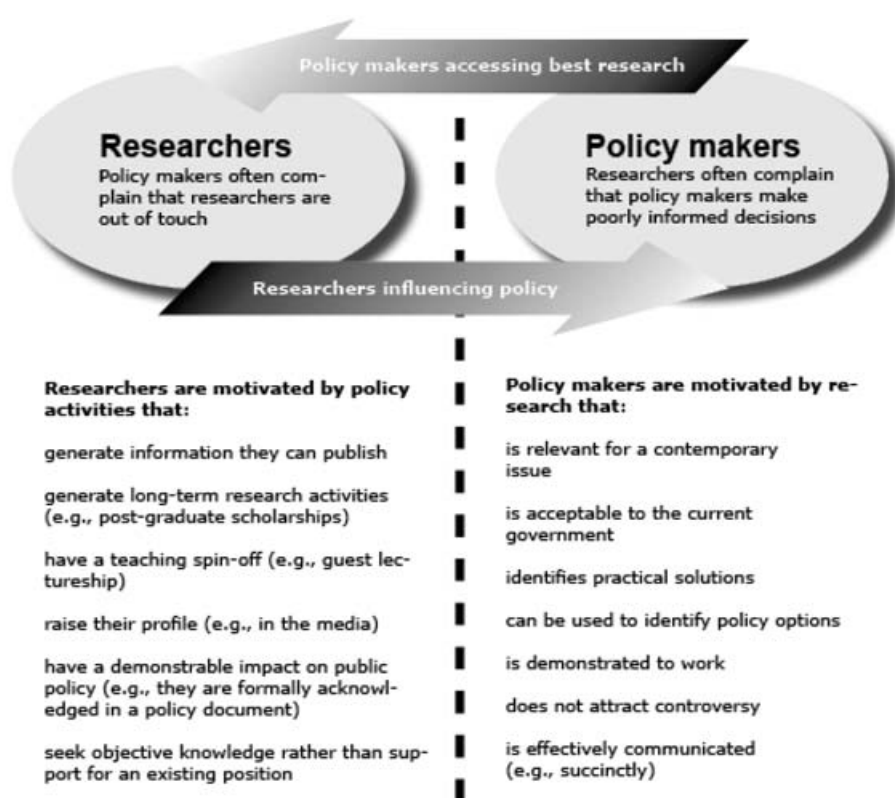 Policy makers accessing best research
Researchers
Policy makers often com-
plain that researchers are
out of touch
Policy makers
Researchers often complain
that policy makers make
poorly informed decisions
Researchers influencing policy
Researchers are motivated by policy
activities that:
generate information they can publish
generate long-term research activities
(e.g., post-graduate scholarships)
have a teaching spin-off (e.g., guest lec-
tureship)
raise their profile (e.g., in the media)
have a demonstrable impact on public
policy (e.g., they are formally acknowl-
edged in a policy document)
seek objective knowledge rather than sup-
port for an existing position
Policy makers are motivated by re-
search that:
is relevant for a contemporary
issue
is acceptable to the current
government
identifies practical solutions
can be used to identify policy options
is demonstrated to work
does not attract controversy
is effectively communicated
(e.g., succinctly)